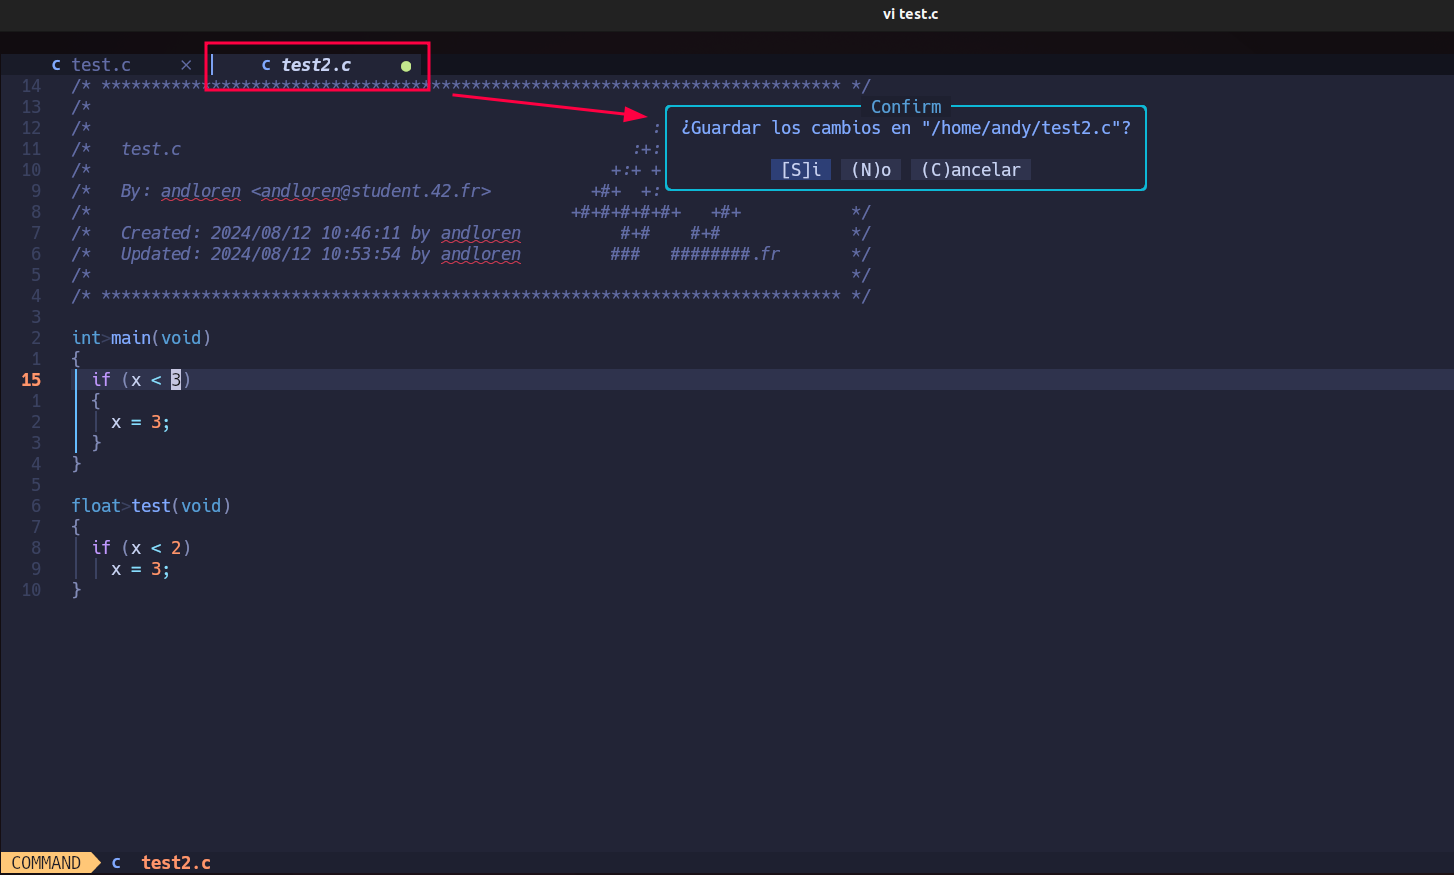 vi test.c
C test.c × C test2.c ●
14 /* ************************************************************************** */
13 /*
12 /* :
11 /* test.c :+:
10 /* +:+ +
9 /* By: andloren <andloren@student.42.fr> +#+ +:
8 /* +#+#+#+#+#+ +#+ */
7 /* Created: 2024/08/12 10:46:11 by andloren #+# #+# */
6 /* Updated: 2024/08/12 10:53:54 by andloren ### ########.fr */
5 /* */
4 /* ************************************************************************** */
3
2 int>main(void)
1 {
15 if (x < 3)
1 {
2 x = 3;
3 }
4 }
5
6 float>test(void)
7 {
8 if (x < 2)
9 x = 3;
10 }
Confirm
¿Guardar los cambios en "/home/andy/test2.c"?
[S]i (N)o (C)ancelar
COMMAND C test2.c